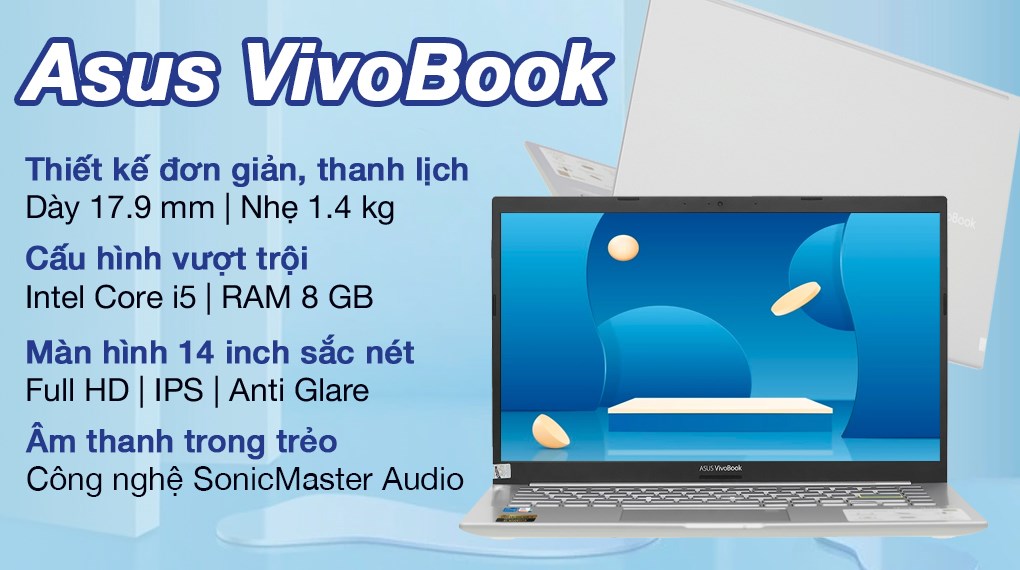 Asus VivoBook
Thiết kế đơn giản, thanh lịch
Dày 17.9 mm | Nhẹ 1.4 kg
Cấu hình vượt trội
Intel Core i5 | RAM 8 GB
Màn hình 14 inch sắc nét
Full HD | IPS | Anti Glare
Âm thanh trong trẻo
Công nghệ SonicMaster Audio
VivoBook
ASUS VivoBook